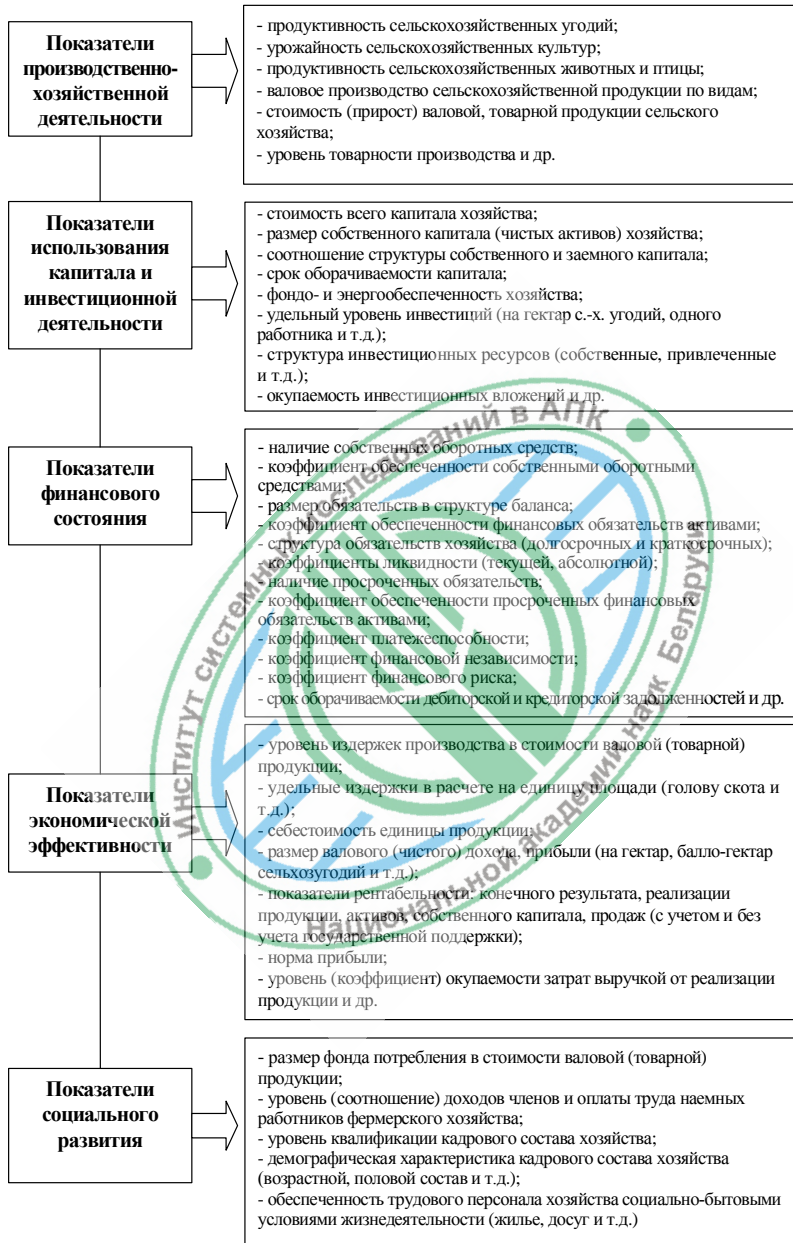 Показатели
производственно-
хозяйственной
деятельности
- продуктивность сельскохозяйственных угодий;
- урожайность сельскохозяйственных культур;
- продуктивность сельскохозяйственных животных и птицы;
- валовое производство сельскохозяйственной продукции по видам;
- стоимость (прирост) валовой, товарной продукции сельского
хозяйства;
- уровень товарности производства и др.
Показатели
использования
капитала и
инвестиционной
деятельности
- стоимость всего капитала хозяйства;
- размер собственного капитала (чистых активов) хозяйства;
- соотношение структуры собственного и заемного капитала;
- срок оборачиваемости капитала;
- фондо- и энергообеспеченность хозяйства;
- удельный уровень инвестиций (на гектар с.-х. угодий, одного
работника и т.д.);
- структура инвестиционных ресурсов (собственные, привлеченные
и т.д.);
- окупаемость инвестиционных вложений и др.
Показатели
финансового
состояния
- наличие собственных оборотных средств;
- коэффициент обеспеченности собственными оборотными
средствами;
- размер обязательств в структуре баланса;
- коэффициент обеспеченности финансовых обязательств активами;
- структура обязательств хозяйства (долгосрочных и краткосрочных);
- коэффициенты ликвидности (текущей, абсолютной);
- наличие просроченных обязательств;
- коэффициент обеспеченности просроченных финансовых
обязательств активами;
- коэффициент платежеспособности;
- коэффициент финансовой независимости;
- коэффициент финансового риска;
- срок оборачиваемости дебиторской и кредиторской задолженностей и др.
Показатели
экономической
эффективности
- уровень издержек производства в стоимости валовой (товарной)
продукции;
- удельные издержки в расчете на единицу площади (голову скота и
т.д.);
- себестоимость единицы продукции;
- размер валового (чистого) дохода, прибыли (на гектар, балло-гектар
сельхозугодий и т.д.);
- показатели рентабельности: конечного результата, реализации
продукции, активов, собственного капитала, продаж (с учетом и без
учета государственной поддержки);
- норма прибыли;
- уровень (коэффициент) окупаемости затрат выручкой от реализации
продукции и др.
Показатели
социального
развития
- размер фонда потребления в стоимости валовой (товарной)
продукции;
- уровень (соотношение) доходов членов и оплаты труда наемных
работников фермерского хозяйства;
- уровень квалификации кадрового состава хозяйства;
- демографическая характеристика кадрового состава хозяйства
(возрастной, половой состав и т.д.);
- обеспеченность трудового персонала хозяйства социально-бытовыми
условиями жизнедеятельности (жилье, досуг и т.д.)
Институт системных исследований в АПК
Национальной академии наук Беларуси